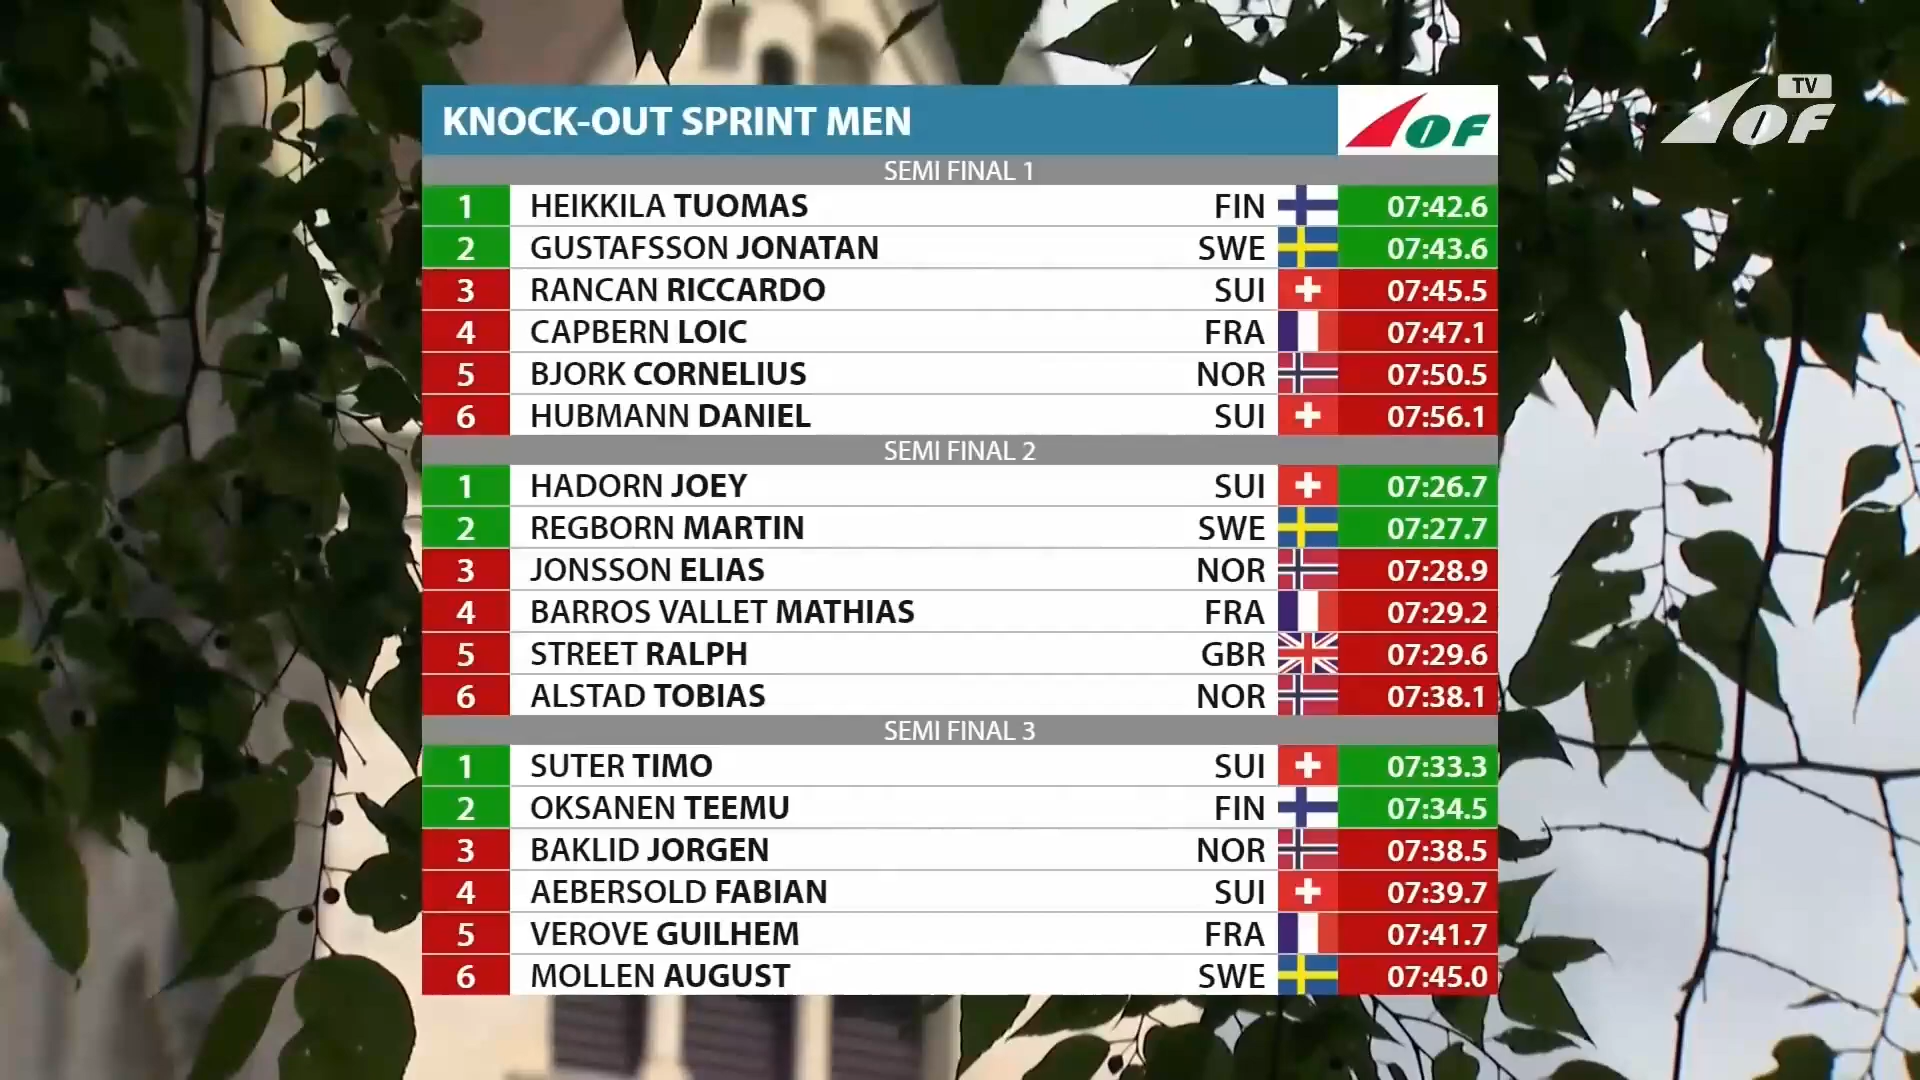 KNOCK-OUT SPRINT MEN
IOF
TV
IOF
SEMI FINAL 1
1 HEIKKILA TUOMAS FIN 07:42.6
2 GUSTAFSSON JONATAN SWE 07:43.6
3 RANCAN RICCARDO SUI 07:45.5
4 CAPBERN LOIC FRA 07:47.1
5 BJORK CORNELIUS NOR 07:50.5
6 HUBMANN DANIEL SUI 07:56.1
SEMI FINAL 2
1 HADORN JOEY SUI 07:26.7
2 REGBORN MARTIN SWE 07:27.7
3 JONSSON ELIAS NOR 07:28.9
4 BARROS VALLET MATHIAS FRA 07:29.2
5 STREET RALPH GBR 07:29.6
6 ALSTAD TOBIAS NOR 07:38.1
SEMI FINAL 3
1 SUTER TIMO SUI 07:33.3
2 OKSANEN TEEMU FIN 07:34.5
3 BAKLID JORGEN NOR 07:38.5
4 AEBERSOLD FABIAN SUI 07:39.7
5 VEROVE GUILHEM FRA 07:41.7
6 MOLLEN AUGUST SWE 07:45.0